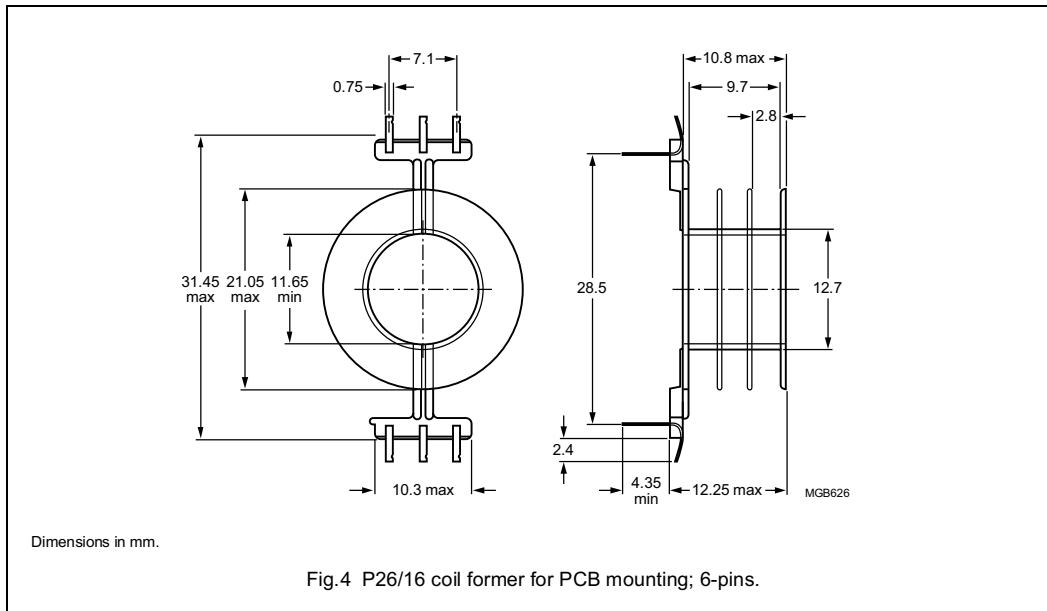 7.1
0.75
10.8 max
9.7
2.8
31.45
max
21.05
max
11.65
min
28.5
12.7
2.4
10.3 max
4.35
min
12.25 max
MGB626
Dimensions in mm.
Fig.4 P26/16 coil former for PCB mounting; 6-pins.